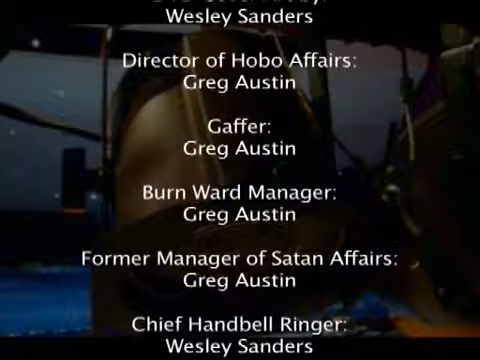 Wesley Sanders
Director of Hobo Affairs:
Greg Austin
Gaffer:
Greg Austin
Burn Ward Manager:
Greg Austin
Former Manager of Satan Affairs:
Greg Austin
Chief Handbell Ringer:
Wesley Sanders